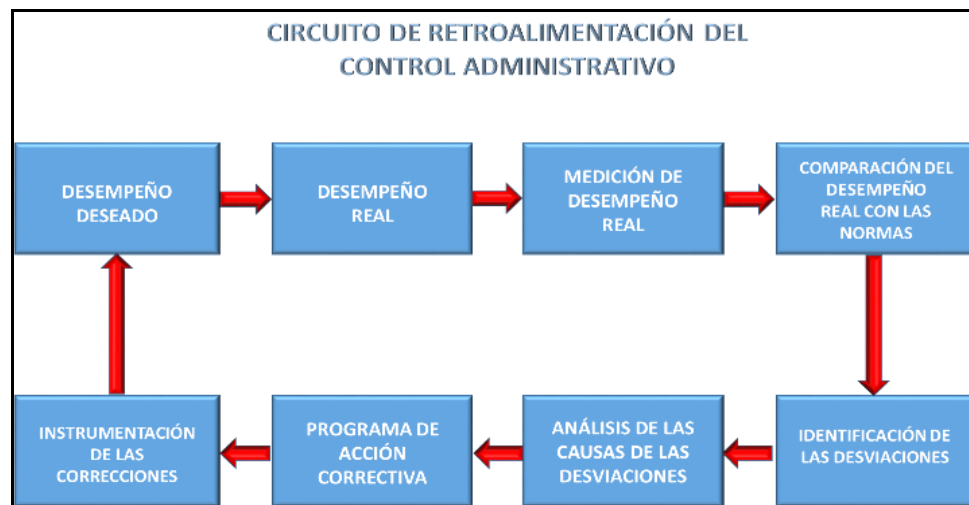 CIRCUITO DE RETROALIMENTACIÓN DEL
CONTROL ADMINISTRATIVO
DESEMPEÑO
DESEADO
DESEMPEÑO
REAL
MEDICIÓN DE
DESEMPEÑO
REAL
COMPARACIÓN DEL
DESEMPEÑO
REAL CON LAS
NORMAS
IDENTIFICACIÓN DE
LAS DESVIACIONES
ANÁLISIS DE LAS
CAUSAS DE LAS
DESVIACIONES
PROGRAMA DE
ACCIÓN
CORRECTIVA
INSTRUMENTACIÓN
DE LAS
CORRECCIONES